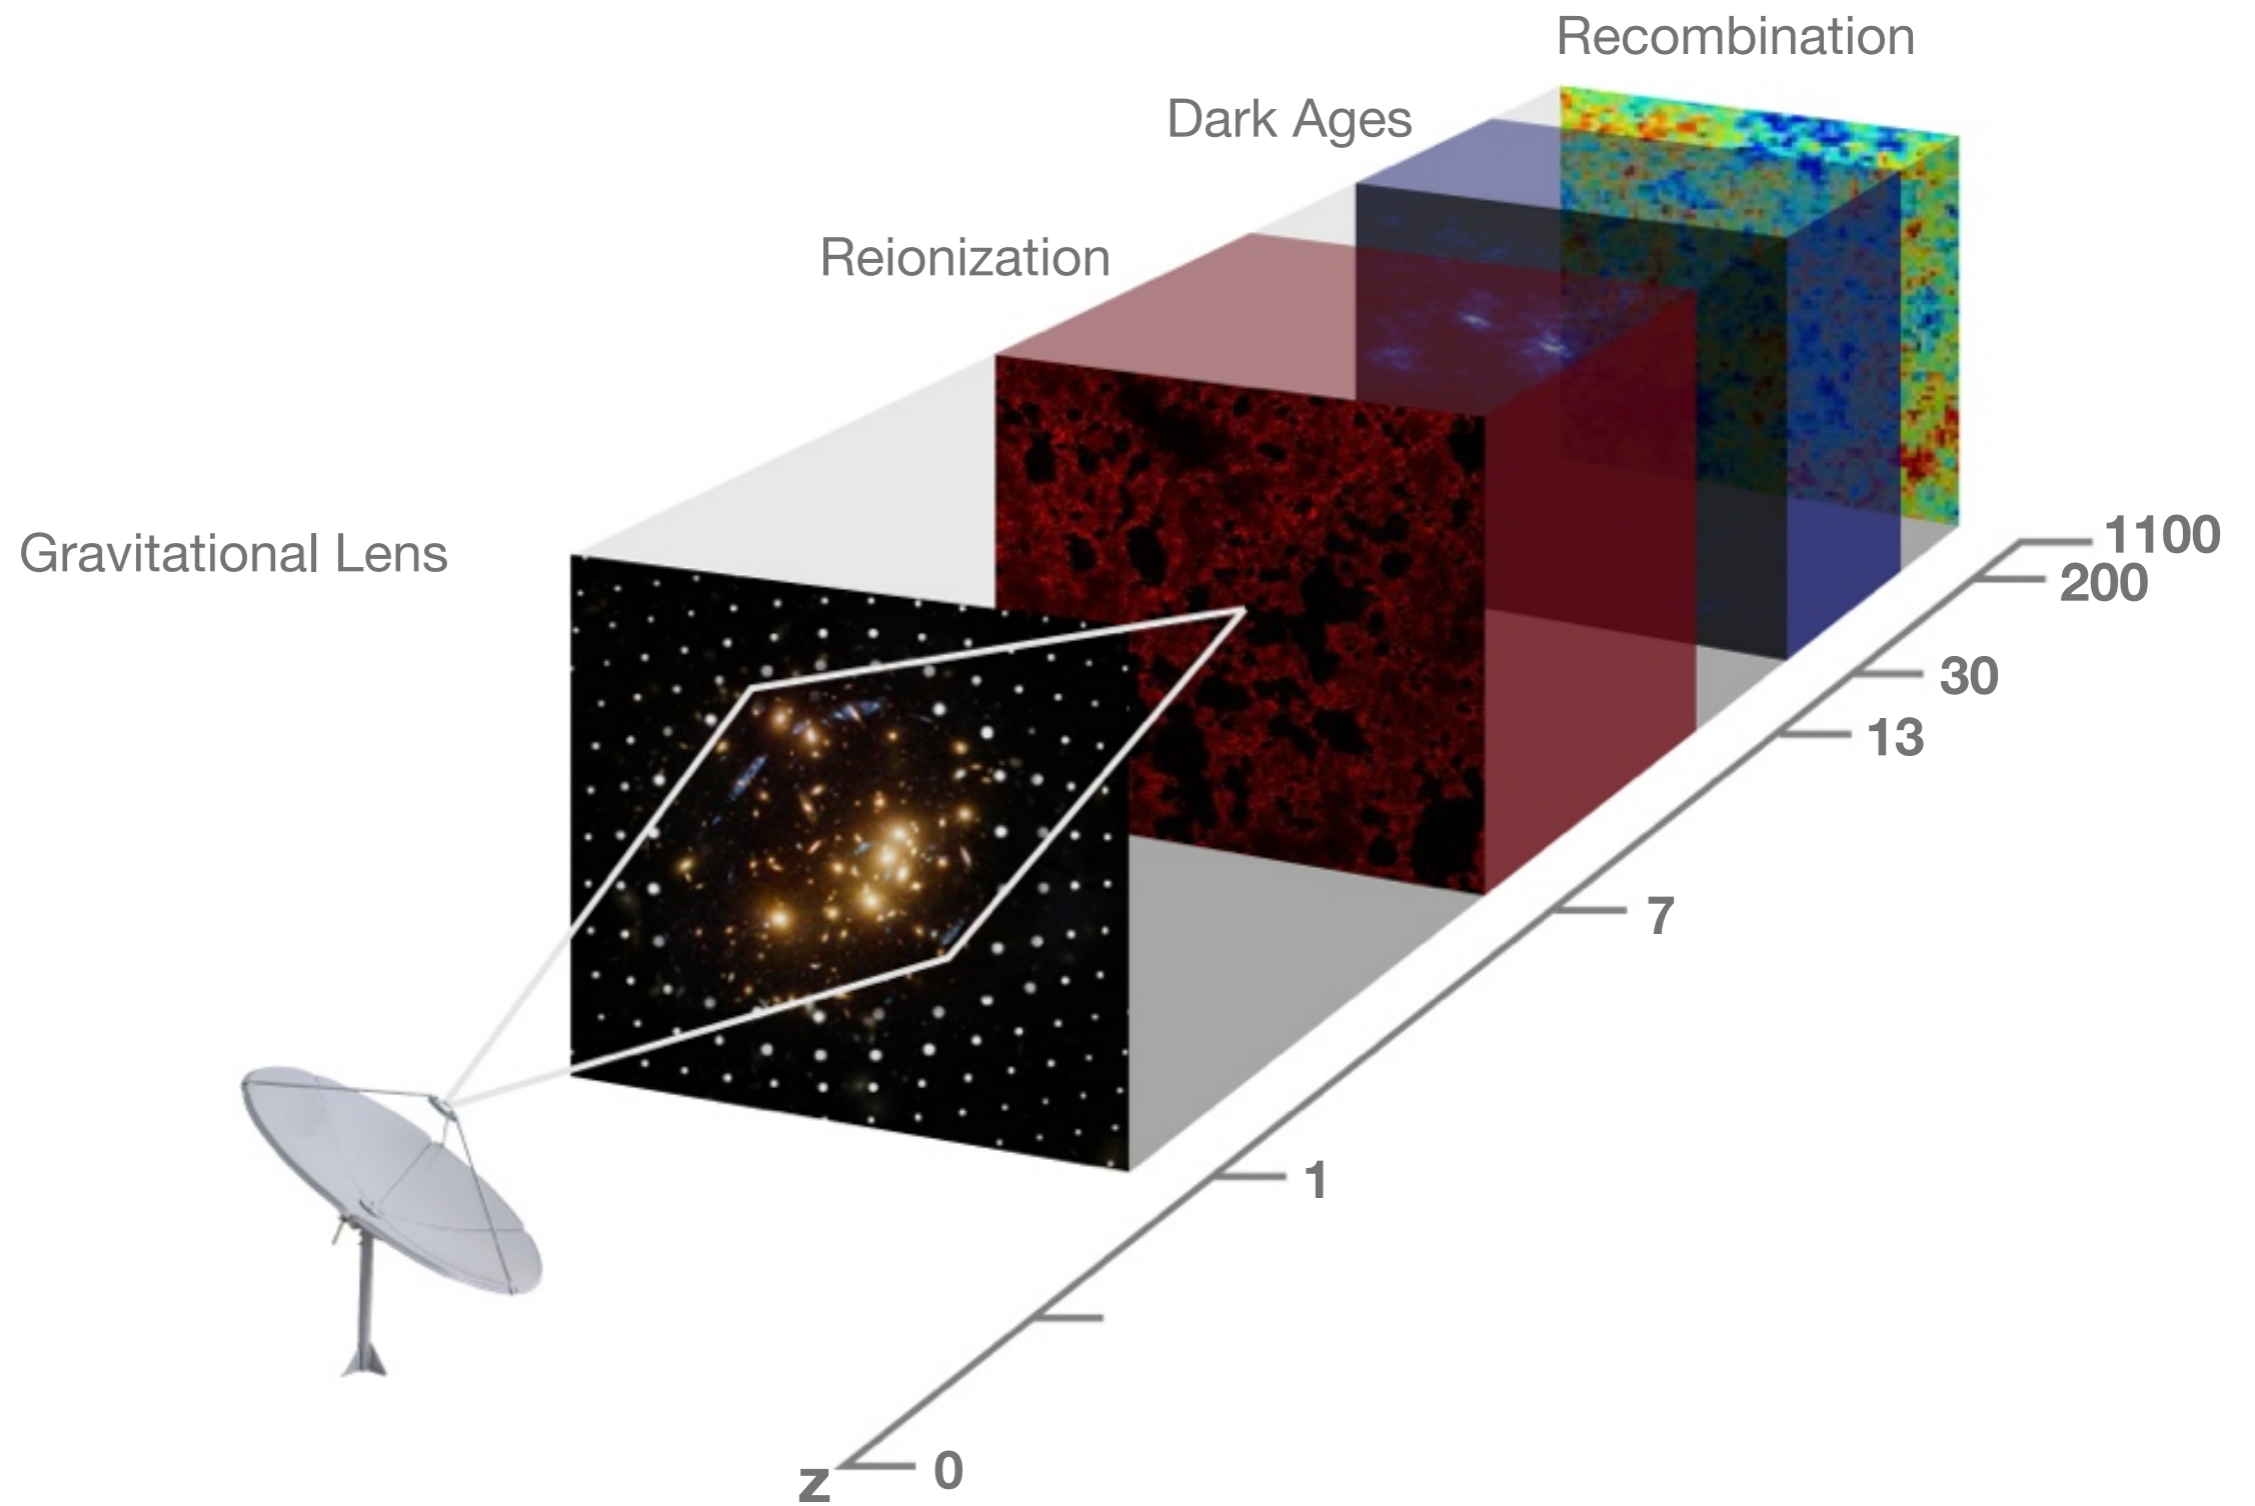 Recombination
Dark Ages
Reionization
Gravitational Lens
1100
200
30
13
7
1
z 0